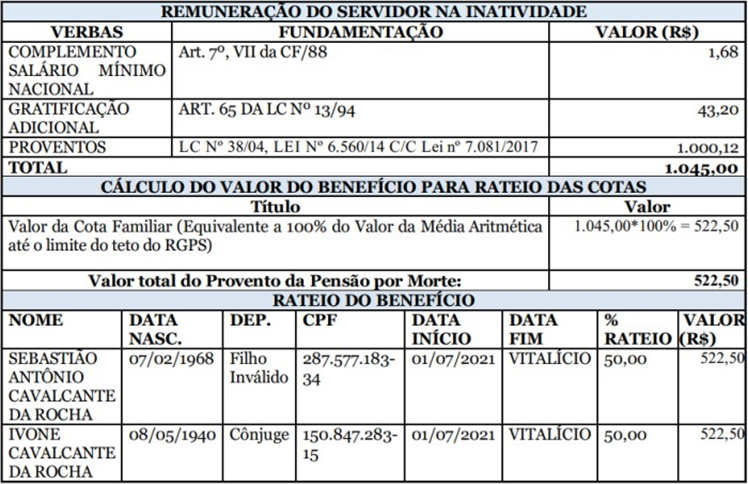 REMUNERAÇÃO DO SERVIDOR NA INATIVIDADE
VERBAS FUNDAMENTAÇÃO VALOR (R$)
COMPLEMENTO Art. 7º, VII da CF/88 1,68
SALÁRIO MÍNIMO
NACIONAL
GRATIFICAÇÃO ART. 65 DA LC Nº 13/94 43,20
ADICIONAL
PROVENTOS LC Nº 38/04, LEI Nº 6.560/14 C/C Lei nº 7.081/2017 1.000,12
TOTAL 1.045,00
CÁLCULO DO VALOR DO BENEFÍCIO PARA RATEIO DAS COTAS
Título Valor
Valor da Cota Familiar (Equivalente a 100% do Valor da Média Aritmética 1.045,00*100% = 522,50
até o limite do teto do RGPS)
Valor total do Provento da Pensão por Morte: 522,50
RATEIO DO BENEFÍCIO
NOME DATA DEP. CPF DATA DATA % VALOR
NASC. INÍCIO FIM RATEIO (R$)
SEBASTIÃO 07/02/1968 Filho 287.577.183- 01/07/2021 VITALÍCIO 50,00 522,50
ANTÔNIO Inválido 34
CAVALCANTE
DA ROCHA
IVONE 08/05/1940 Cônjuge 150.847.283- 01/07/2021 VITALÍCIO 50,00 522,50
CAVALCANTE 15
DA ROCHA